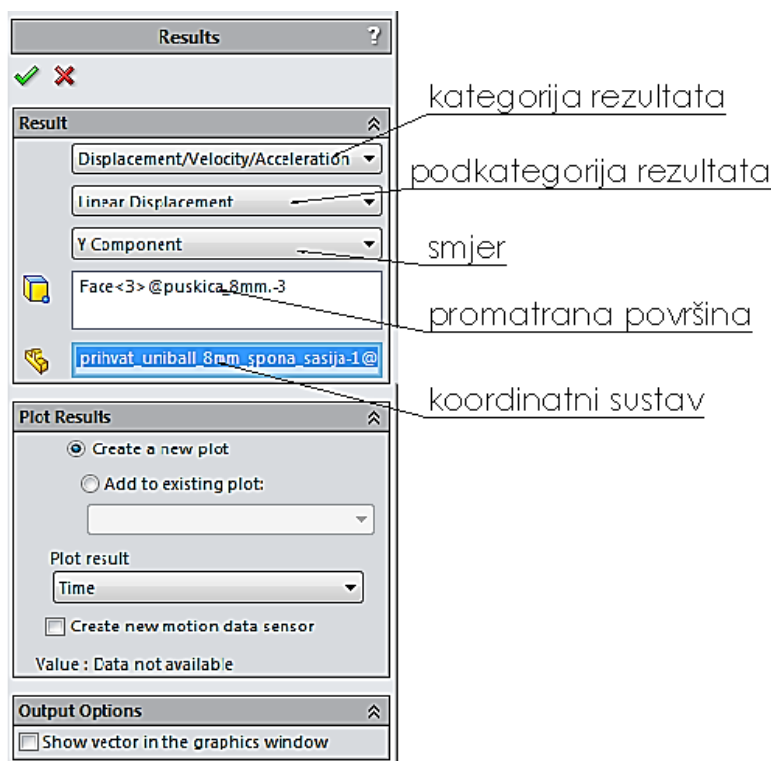 Results ?
Result
Displacement/Velocity/Acceleration
Linear Displacement
Y Component
Face<3>@puskica_8mm.-3
prihvat_uniball_8mm_spona_sasija-1@
kategorija rezultata
podkategorija rezultata
smjer
promatrana površina
koordinatni sustav
Plot Results
Create a new plot
Add to existing plot:
Plot result
Time
Create new motion data sensor
Value : Data not available
Output Options
Show vector in the graphics window